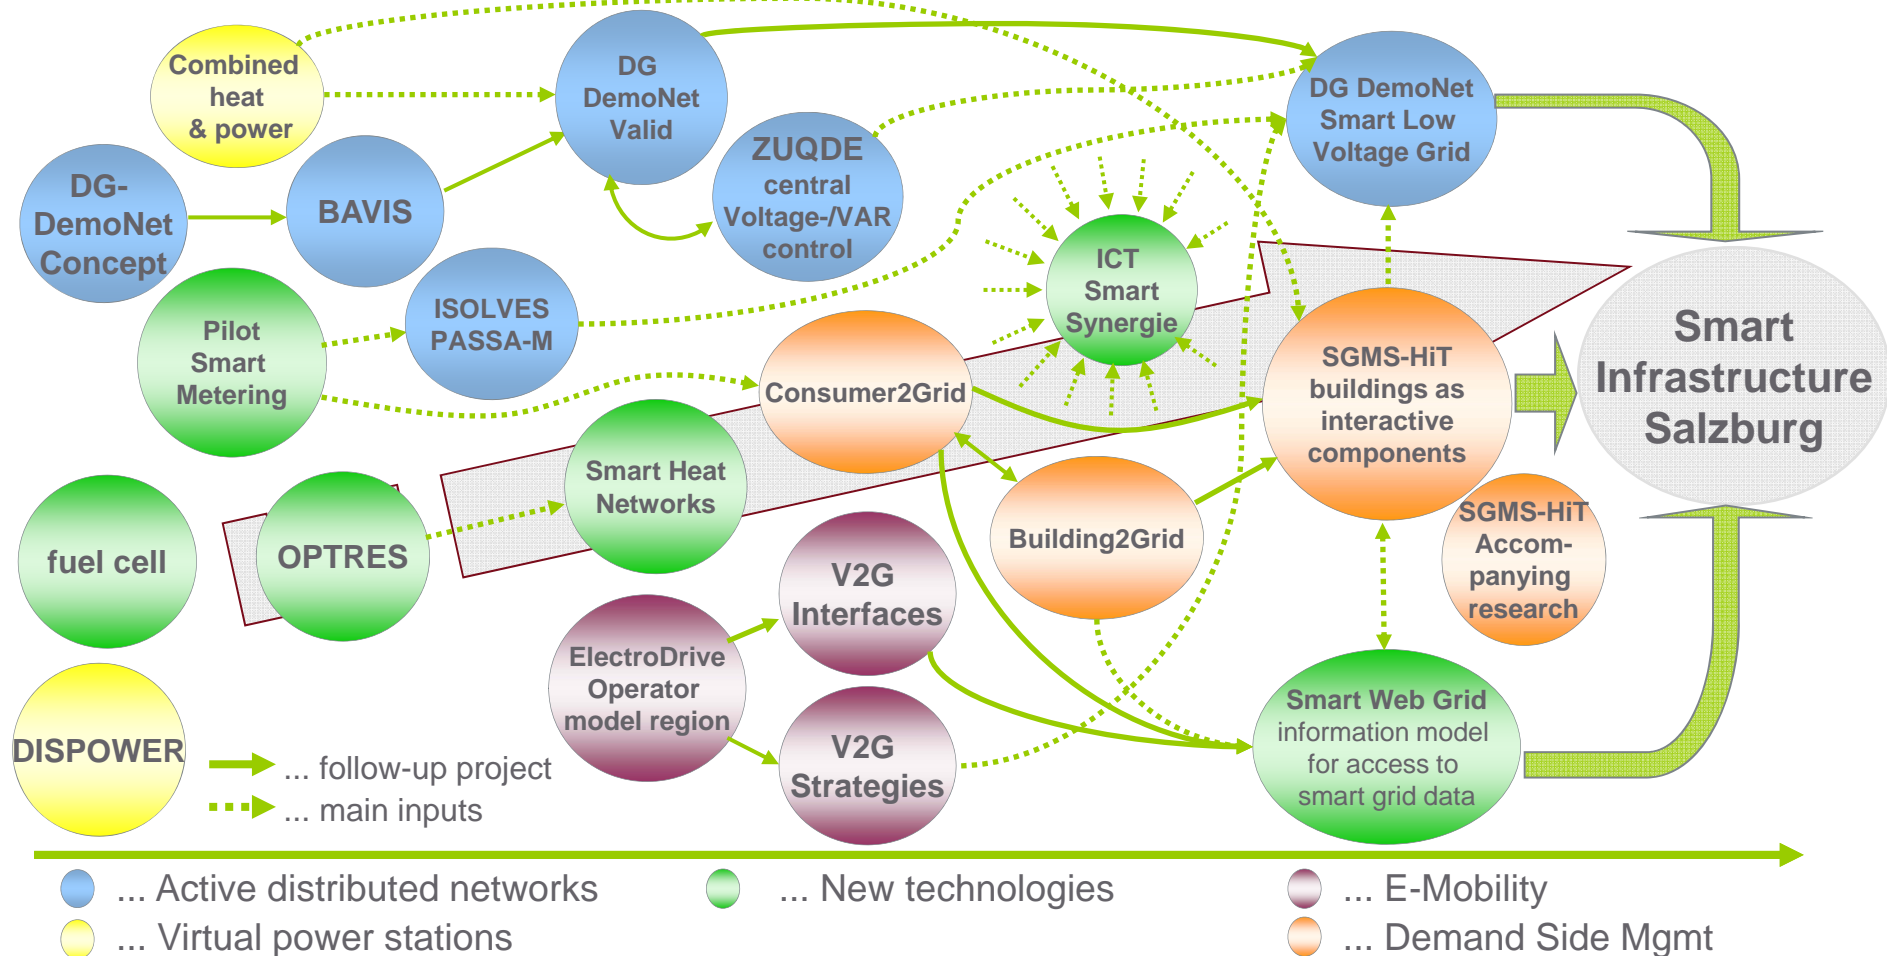 Combined
heat
& power
DG
DemoNet
Valid
DG DemoNet
Smart Low
Voltage Grid
DG-
DemoNet
Concept
BAVIS
ZUQDE
central
Voltage-/VAR
control
ICT
Smart
Synergie
Pilot
Smart
Metering
ISOLVES
PASSA-M
Consumer2Grid
SGMS-HiT
buildings as
interactive
components
Smart
Infrastructure
Salzburg
fuel cell
OPTRES
Smart Heat
Networks
Building2Grid
SGMS-HiT
Accom-
panying
research
V2G
Interfaces
ElectroDrive
Operator
model region
V2G
Strategies
Smart Web Grid
information model
for access to
smart grid data
DISPOWER
... follow-up project
... main inputs
... Active distributed networks
... New technologies
... E-Mobility
... Virtual power stations
... Demand Side Mgmt